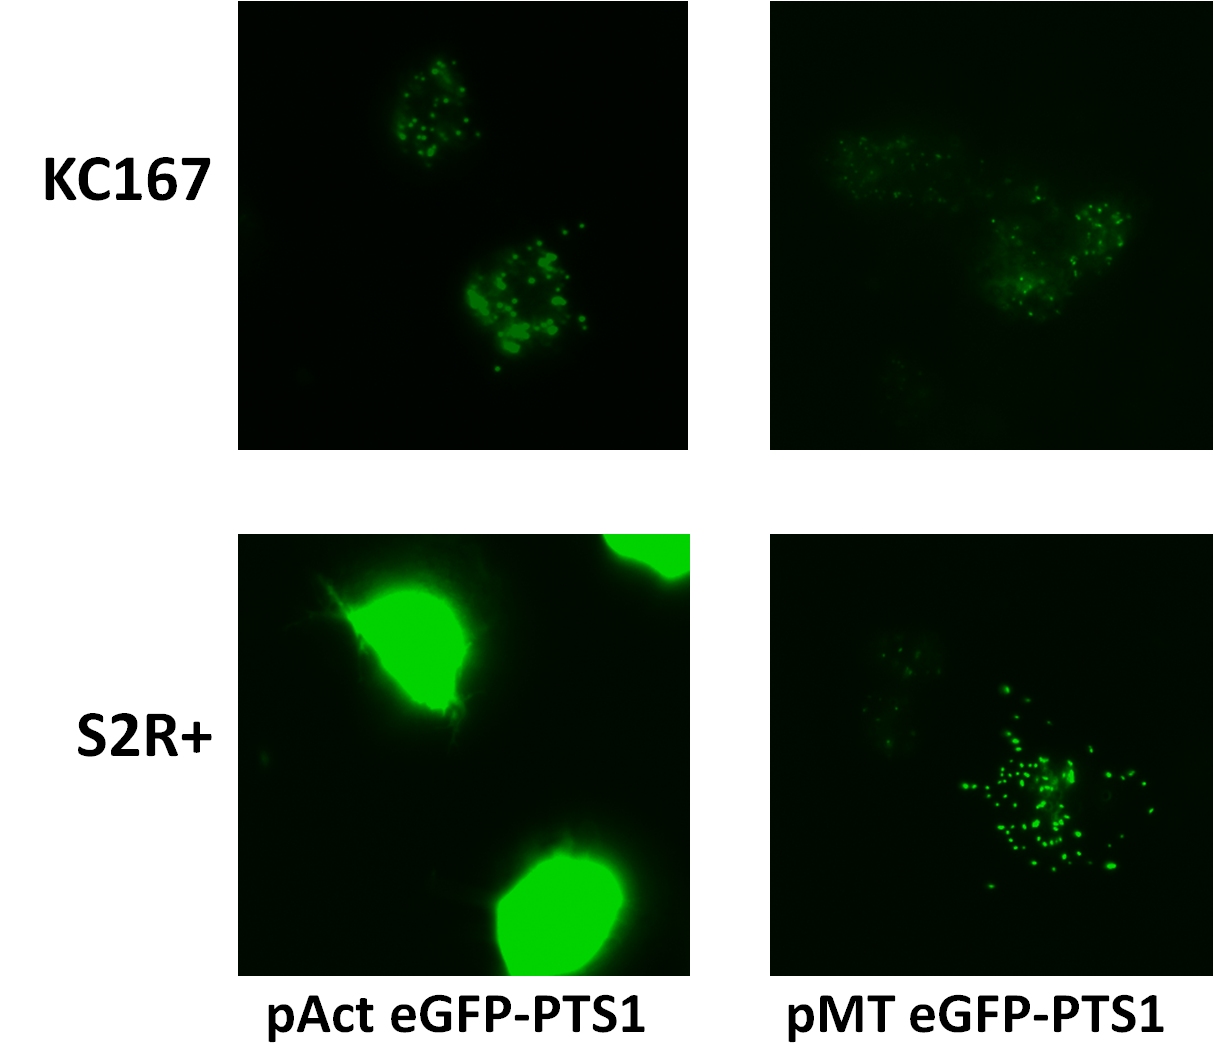 KC167
S2R+
pAct eGFP-PTS1
pMT eGFP-PTS1